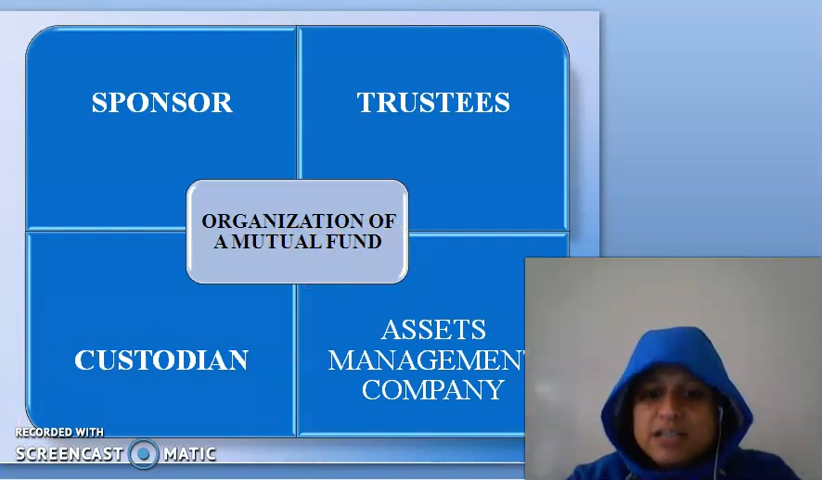 SPONSOR
TRUSTEES
ORGANIZATION OF
A MUTUAL FUND
CUSTODIAN
ASSETS
MANAGEMENT
COMPANY
RECORDED WITH
SCREENCAST MATIC